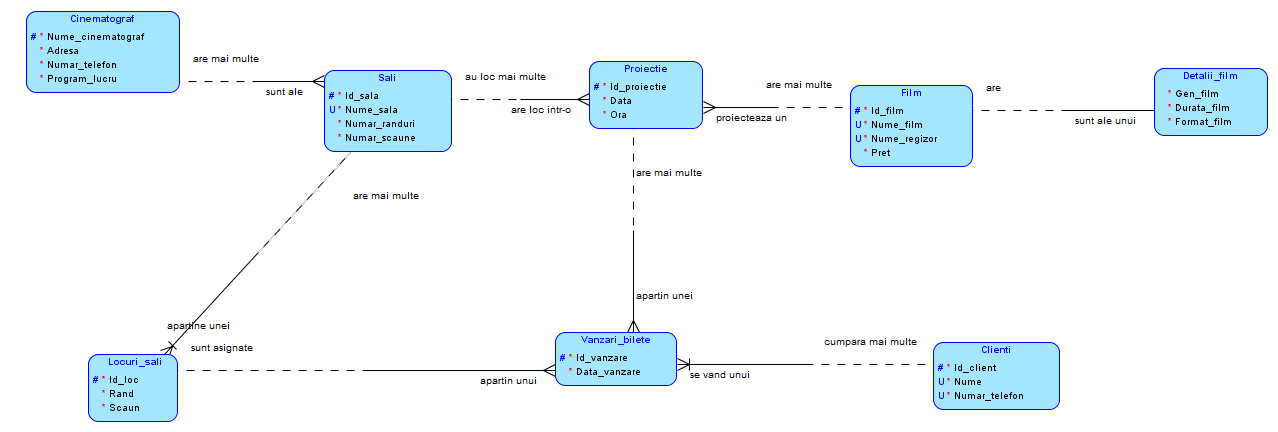 Cinematograf
# * Nume_cinematograf
* Adresa
* Numar_telefon
* Program_lucru
are mai multe
sunt ale
Sali
# * Id_sala
U * Nume_sala
* Numar_randuri
* Numar_scaune
au loc mai multe
are loc intr-o
Proiectie
# * Id_proiectie
* Data
* Ora
are mai multe
proiecteaza un
Film
# * Id_film
U * Nume_film
U * Nume_regizor
* Pret
are
sunt ale unui
Detalii_film
* Gen_film
* Durata_film
* Format_film
are mai multe
are mai multe
apartin unei
apartine unei
sunt asignate
Locuri_sali
# * Id_loc
* Rand
* Scaun
apartin unui
Vanzari_bilete
# * Id_vanzare
* Data_vanzare
cumpara mai multe
se vand unui
Clienti
# * Id_client
U * Nume
U * Numar_telefon